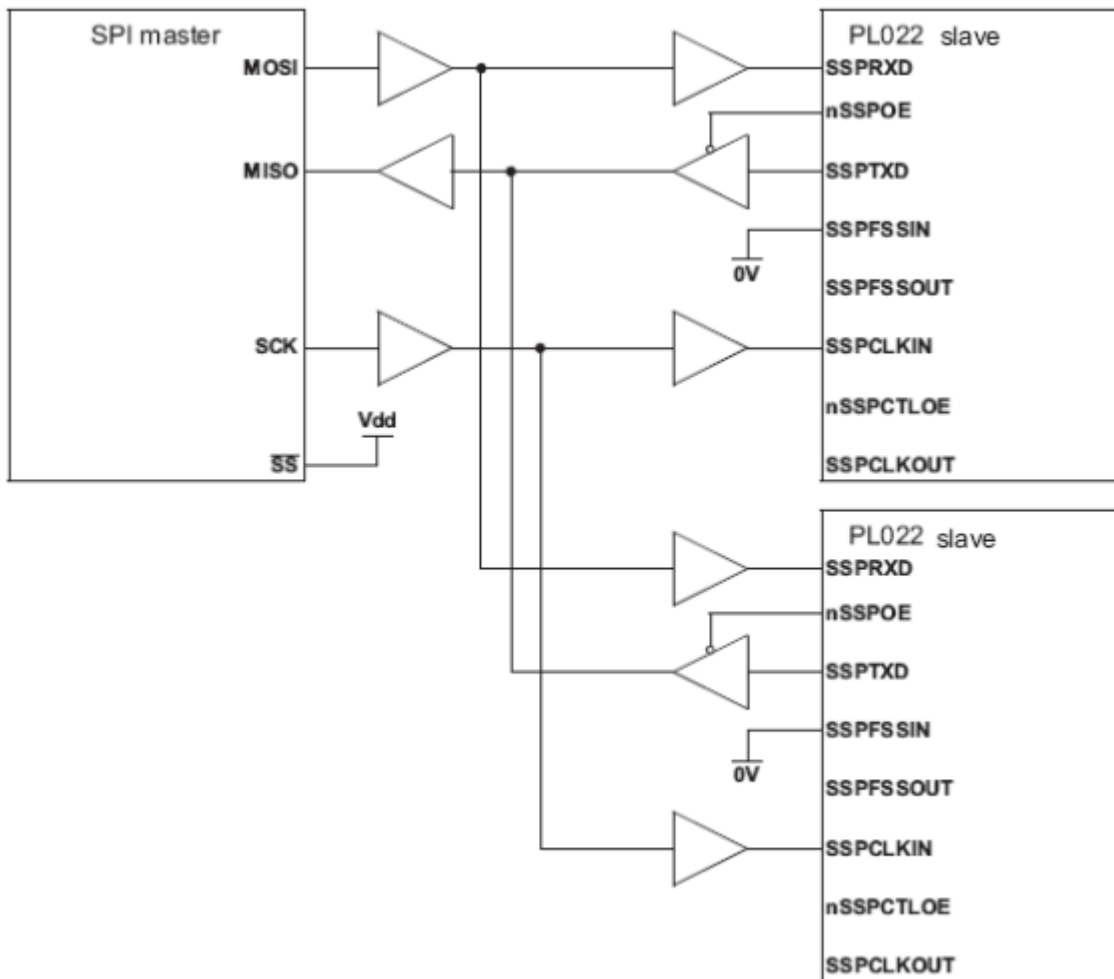 SPI master
MOSI
MISO
SCK
Vdd
SS
PL022 slave
SSPRXD
nSSPOE
SSPTXD
SSPFSSIN
0V
SSPFSSOUT
SSPCLKIN
nSSPCTLOE
SSPCLKOUT
PL022 slave
SSPRXD
nSSPOE
SSPTXD
SSPFSSIN
0V
SSPFSSOUT
SSPCLKIN
nSSPCTLOE
SSPCLKOUT